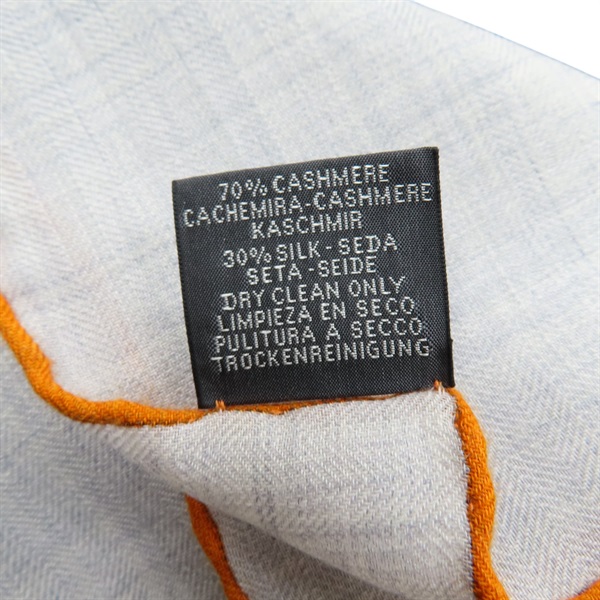 70% CASHMERE
CACHEMIRA-CASHMERE
KASCHMIR
30% SILK-SEDA
SETA-SEIDE
DRY CLEAN ONLY
LIMPIEZA EN SECO
PULITURA A SECCO
TROCKENREINIGUNG